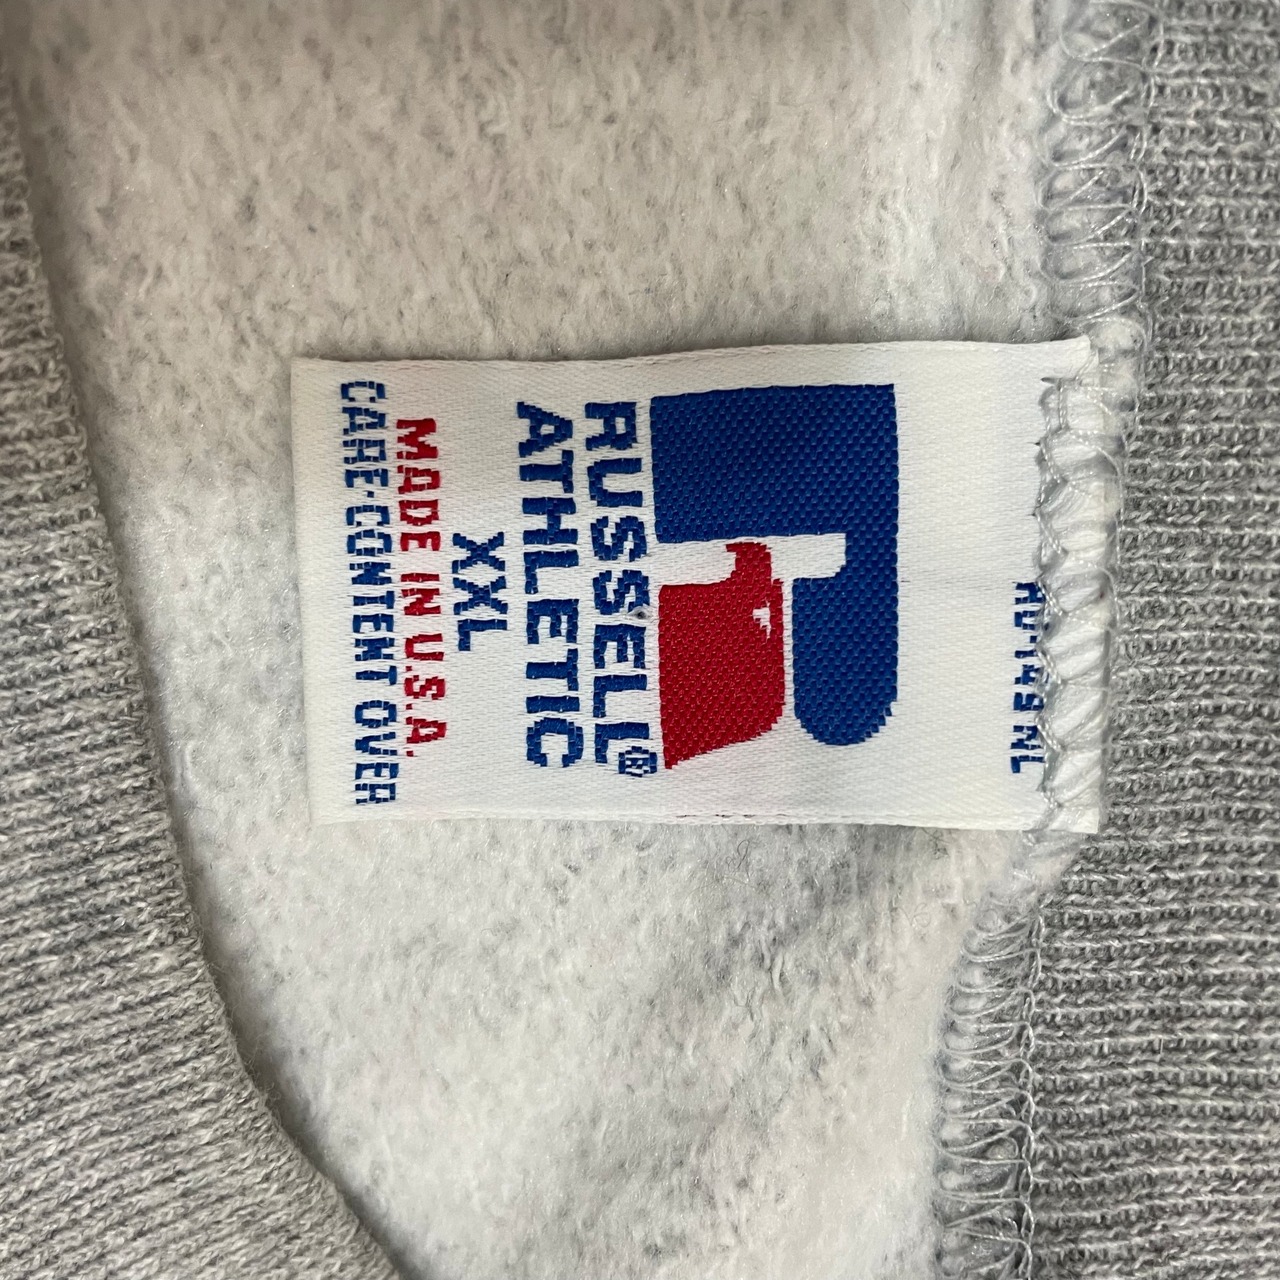 RUSSELL®
ATHLETIC
XXL
MADE IN U.S.A.
CARE·CONTENT OVER